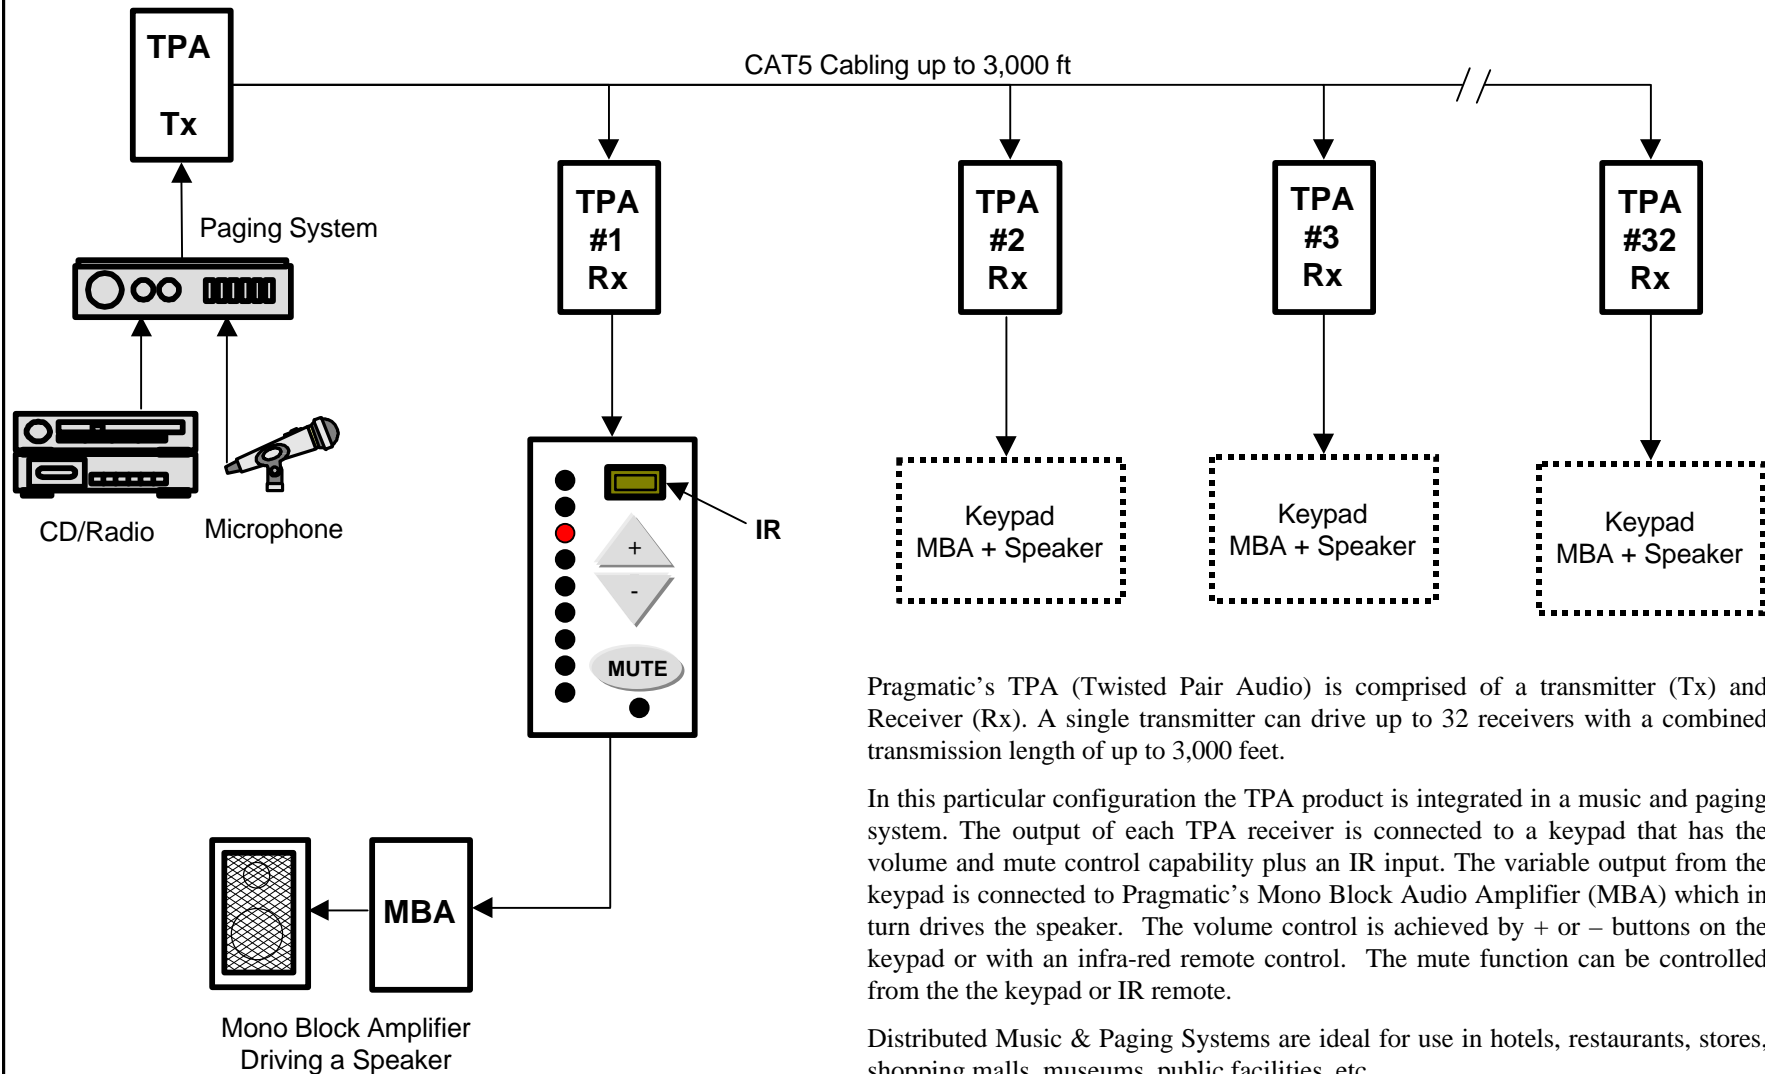 TPA
Tx
CAT5 Cabling up to 3,000 ft
Paging System
TPA
#1
Rx
TPA
#2
Rx
TPA
#3
Rx
TPA
#32
Rx
CD/Radio
Microphone
IR
+
-
MUTE
Keypad
MBA + Speaker
Keypad
MBA + Speaker
Keypad
MBA + Speaker
MBA
Mono Block Amplifier
Driving a Speaker
Pragmatic's TPA (Twisted Pair Audio) is comprised of a transmitter (Tx) and
Receiver (Rx). A single transmitter can drive up to 32 receivers with a combined
transmission length of up to 3,000 feet.
In this particular configuration the TPA product is integrated in a music and paging
system. The output of each TPA receiver is connected to a keypad that has the
volume and mute control capability plus an IR input. The variable output from the
keypad is connected to Pragmatic's Mono Block Audio Amplifier (MBA) which in
turn drives the speaker. The volume control is achieved by + or – buttons on the
keypad or with an infra-red remote control. The mute function can be controlled
from the the keypad or IR remote.
Distributed Music & Paging Systems are ideal for use in hotels, restaurants, stores,
shopping malls, museums, public facilities, etc